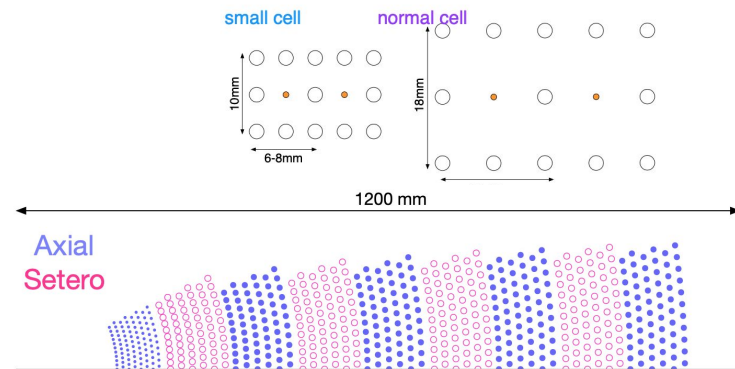 small cell
normal cell
10mm
18mm
6-8mm
1200 mm
Axial
Setero